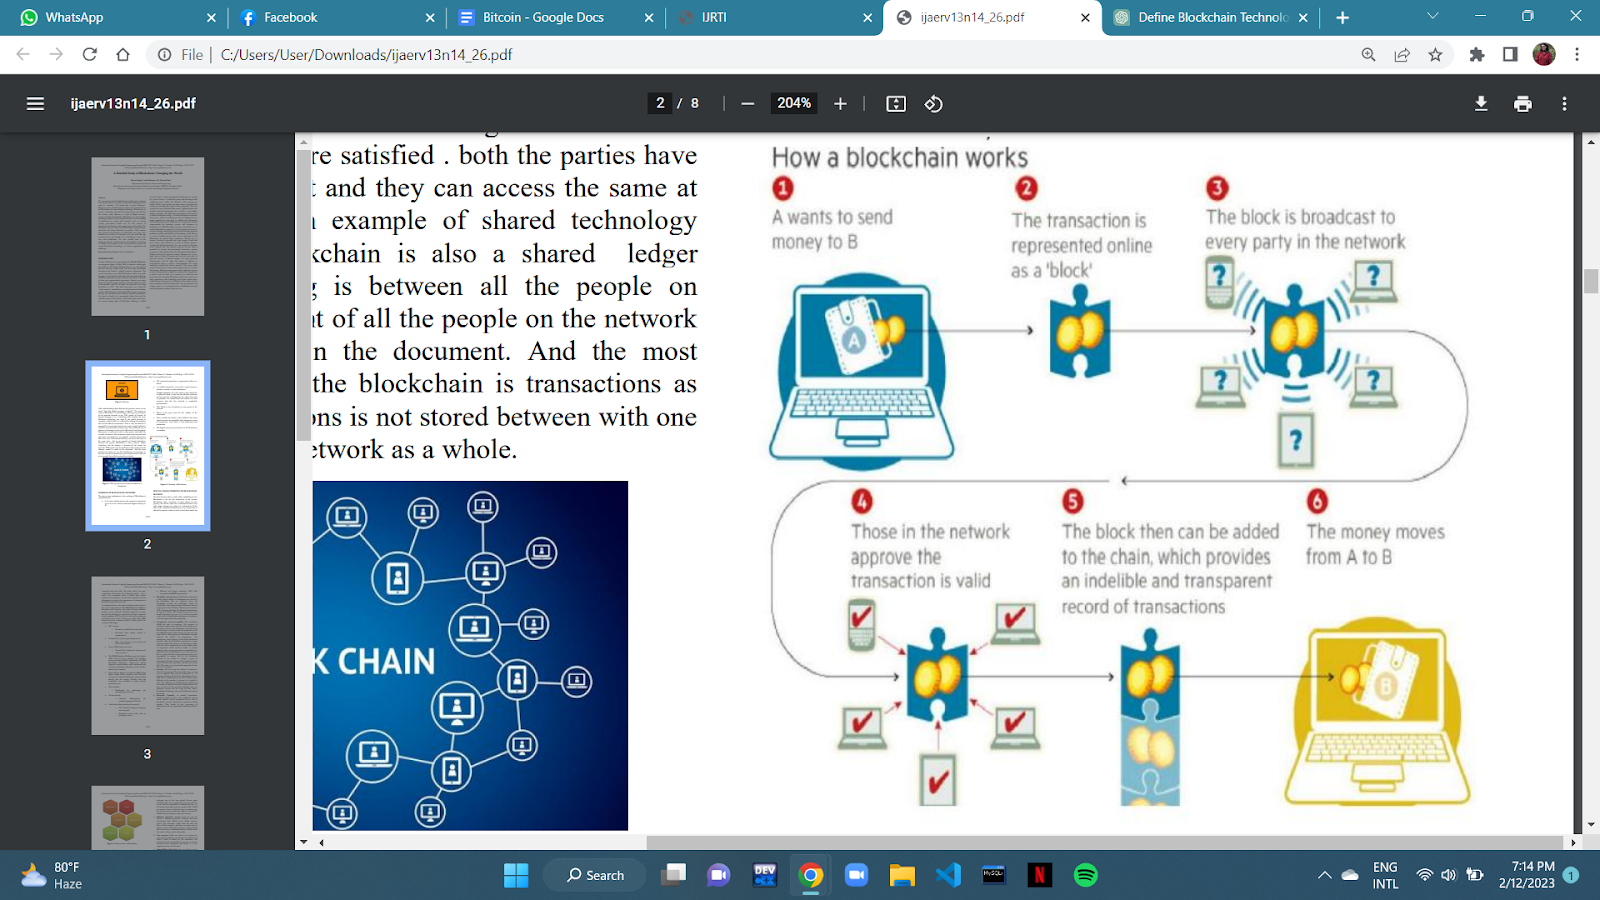 WhatsApp
Facebook
Bitcoin - Google Docs
IJRTI
ijaerv13n14_26.pdf
Define Blockchain Technolo
File | C:/Users/User/Downloads/ijaerv13n14_26.pdf
ijaerv13n14_26.pdf
2 / 8
204%
1
2
3
re satisfied . both the parties have
t and they can access the same at
example of shared technology
kchain is also a shared ledger
g is between all the people on
of all the people on the network
n the document. And the most
the blockchain is transactions as
ons is not stored between with one
etwork as a whole.
K CHAIN
How a blockchain works
1
A wants to send
money to B
A
2
The transaction is
represented online
as a 'block'
3
The block is broadcast to
every party in the network
?
?
?
?
?
4
Those in the network
approve the
transaction is valid
5
The block then can be added
to the chain, which provides
an indelible and transparent
record of transactions
6
The money moves
from A to B
B
80°F
Haze
Search
DEV
C++
MySQL
N
ENG
INTL
7:14 PM
2/12/2023
1